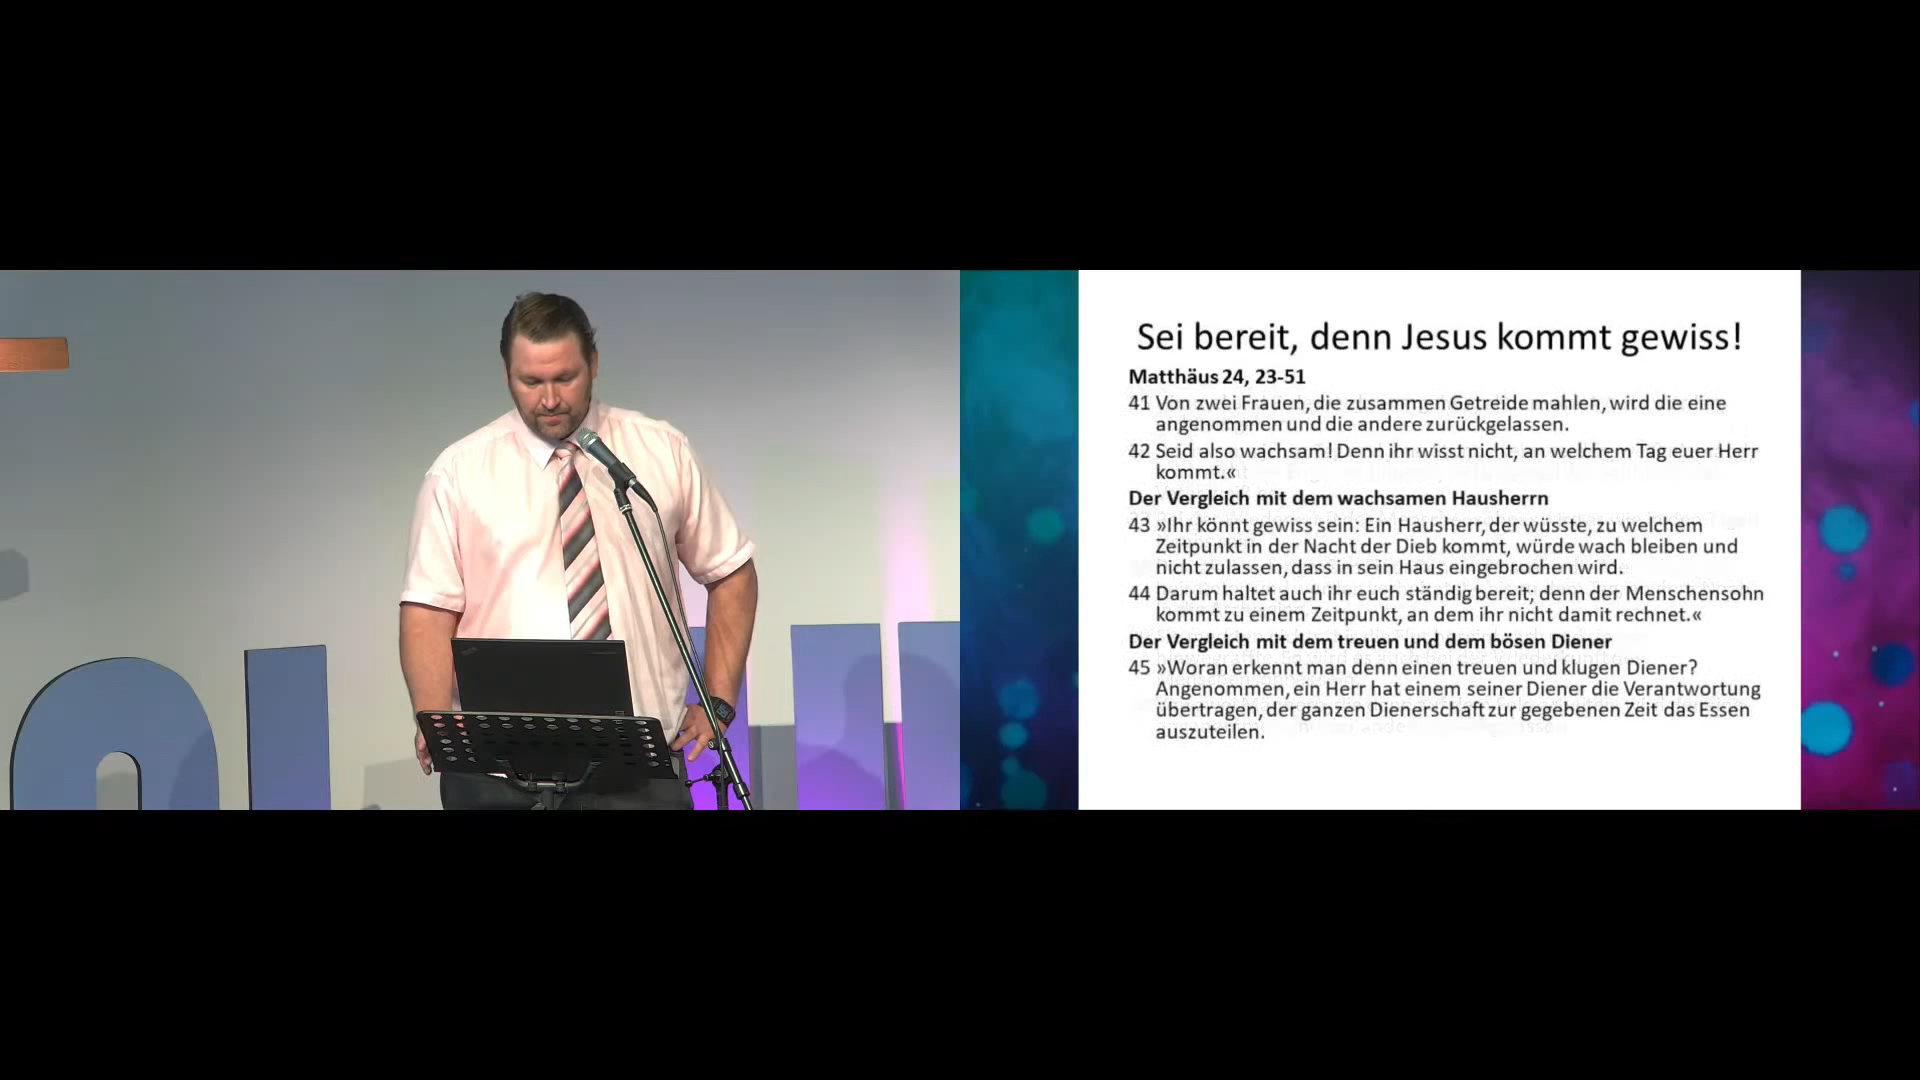 Sei bereit, denn Jesus kommt gewiss!
Matthäus 24, 23-51
41 Von zwei Frauen, die zusammen Getreide mahlen, wird die eine
angenommen und die andere zurückgelassen.
42 Seid also wachsam! Denn ihr wisst nicht, an welchem Tag euer Herr
kommt.«
Der Vergleich mit dem wachsamen Hausherrn
43 »Ihr könnt gewiss sein: Ein Hausherr, der wüsste, zu welchem
Zeitpunkt in der Nacht der Dieb kommt, würde wach bleiben und
nicht zulassen, dass in sein Haus eingebrochen wird.
44 Darum haltet auch ihr euch ständig bereit; denn der Menschensohn
kommt zu einem Zeitpunkt, an dem ihr nicht damit rechnet.«
Der Vergleich mit dem treuen und dem bösen Diener
45 »Woran erkennt man denn einen treuen und klugen Diener?
Angenommen, ein Herr hat einem seiner Diener die Verantwortung
übertragen, der ganzen Dienerschaft zur gegebenen Zeit das Essen
auszuteilen.